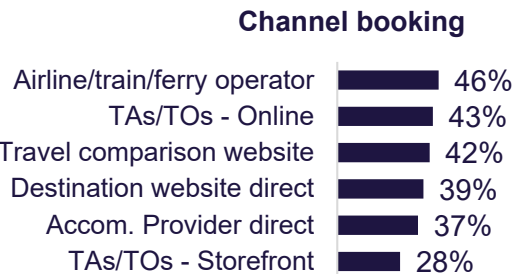 Channel booking
Airline/train/ferry operator 46%
TAs/TOs - Online 43%
Travel comparison website 42%
Destination website direct 39%
Accom. Provider direct 37%
TAs/TOs - Storefront 28%